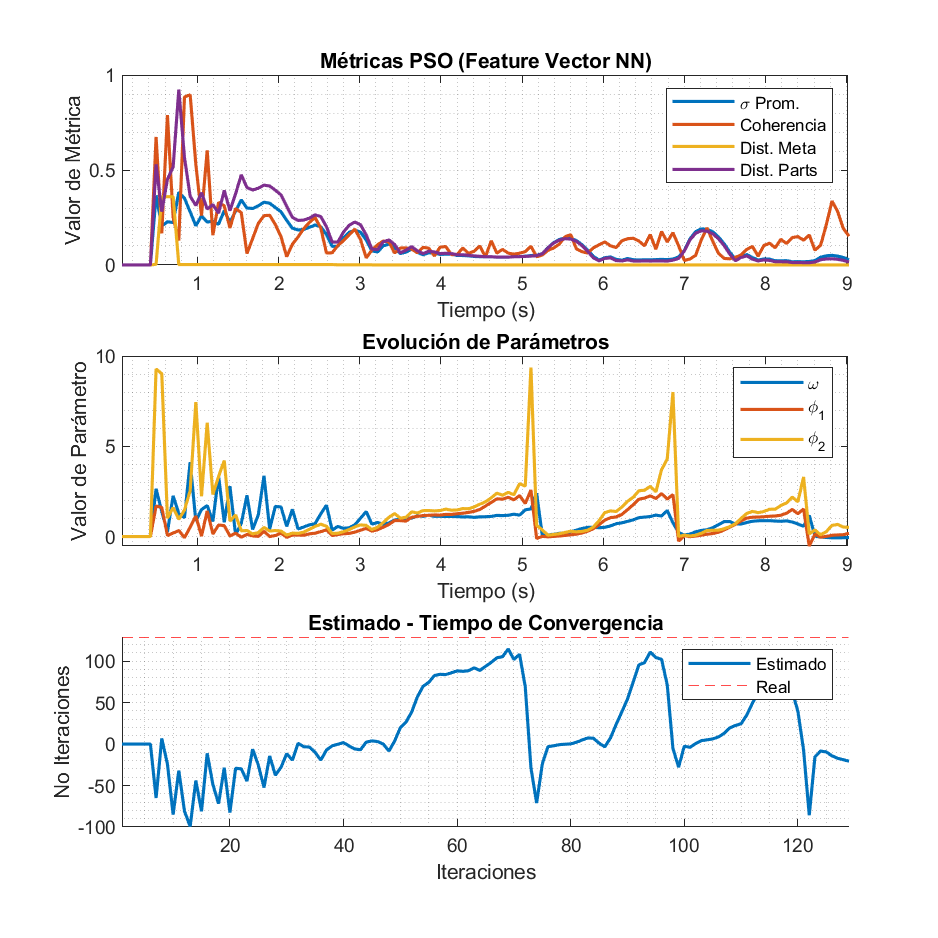 Métricas PSO (Feature Vector NN)
Valor de Métrica
1
0.5
0
σ Prom.
Coherencia
Dist. Meta
Dist. Parts
1 2 3 4 5 6 7 8 9
Tiempo (s)
Evolución de Parámetros
Valor de Parámetro
10
5
0
ω
ϕ1
ϕ2
1 2 3 4 5 6 7 8 9
Tiempo (s)
Estimado - Tiempo de Convergencia
No Iteraciones
100
50
0
-50
-100
Estimado
Real
20 40 60 80 100 120
Iteraciones